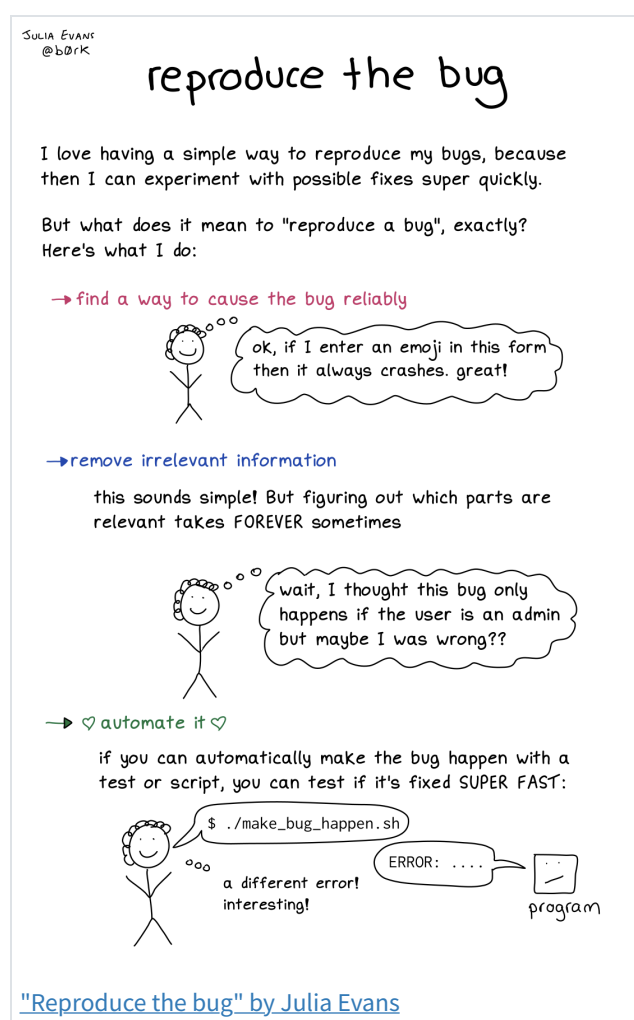 JULIA EVANS
@b0rk
reproduce the bug
I love having a simple way to reproduce my bugs, because
then I can experiment with possible fixes super quickly.
But what does it mean to "reproduce a bug", exactly?
Here's what I do:
→ find a way to cause the bug reliably
ok, if I enter an emoji in this form
then it always crashes. great!
→ remove irrelevant information
this sounds simple! But figuring out which parts are
relevant takes FOREVER sometimes
wait, I thought this bug only
happens if the user is an admin
but maybe I was wrong??
→ ♡ automate it ♡
if you can automatically make the bug happen with a
test or script, you can test if it's fixed SUPER FAST:
$ ./make_bug_happen.sh
ERROR: ....
a different error!
interesting!
program
"Reproduce the bug" by Julia Evans